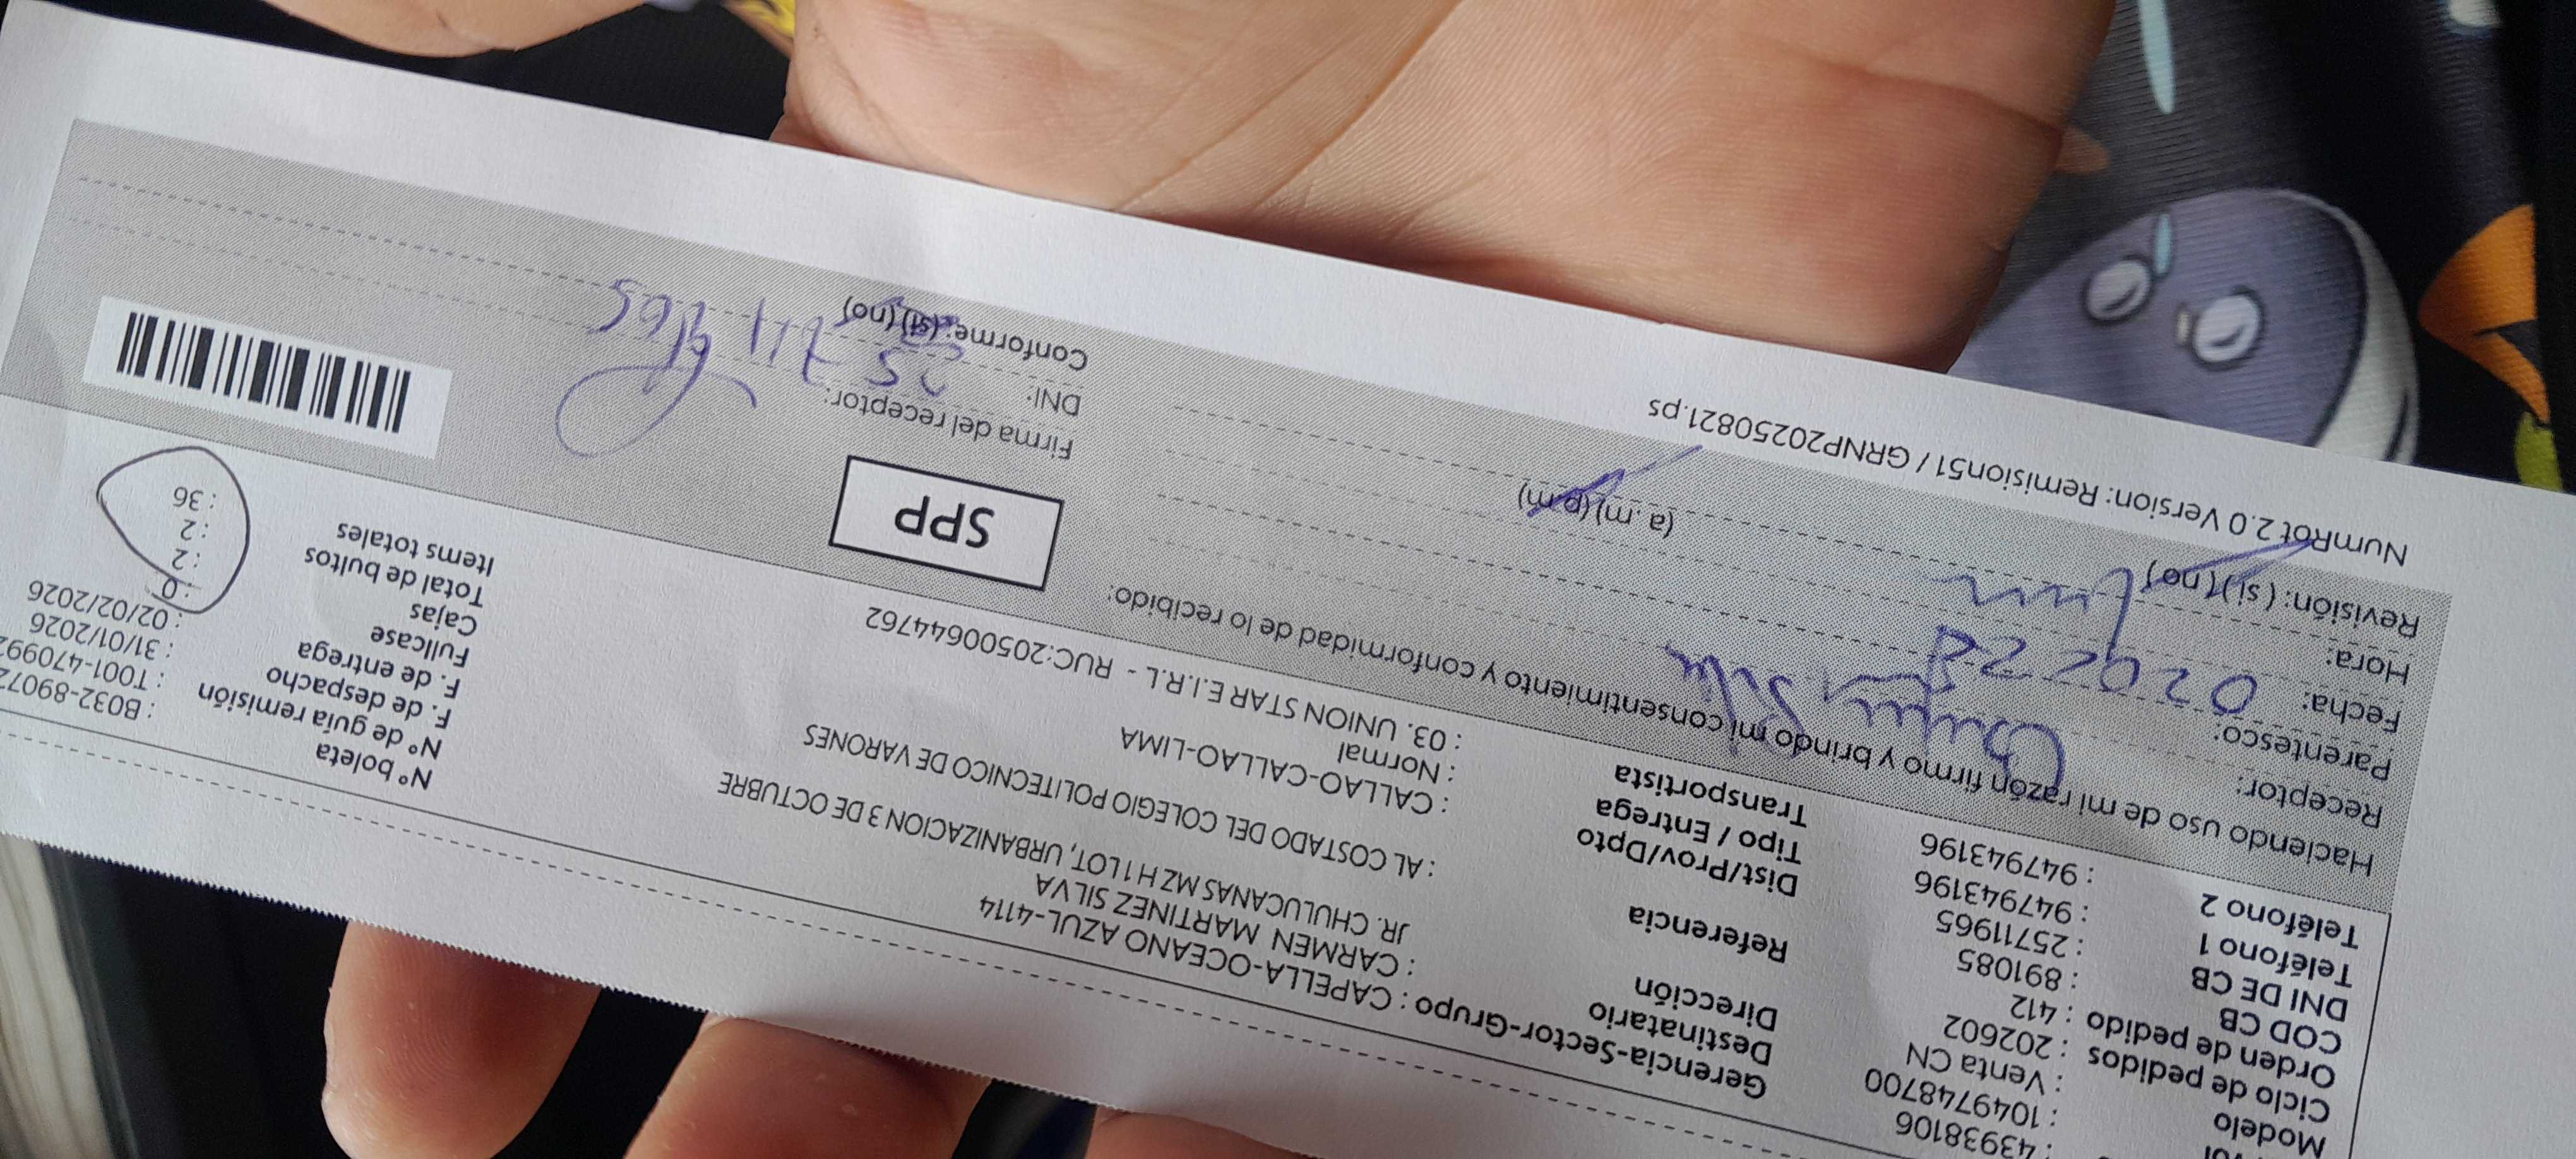 : 43938106
: 1049748700
Modelo : Venta CN
Ciclo de pedidos : 202602
Orden de pedido : 412
COD CB : 891085
DNI DE CB : 25711965
Teléfono 1 : 947943196
Teléfono 2 : 947943196
Gerencia-Sector-Grupo : CAPELLA-OCEANO AZUL-4114
Destinatario : CARMEN MARTINEZ SILVA
Dirección JR. CHULUCANAS MZ H 1 LOT, URBANIZACION 3 DE OCTUBRE
Referencia : AL COSTADO DEL COLEGIO POLITECNICO DE VARONES
Dist/Prov/Dpto : CALLAO-CALLAO-LIMA
Tipo / Entrega : Normal
Transportista : 03. UNION STAR E.I.R.L - RUC:20500644762
N° boleta : B032-89072
N° de guía remisión : T001-47099
F. de despacho : 31/01/2026
F. de entrega : 02/02/2026
Fullcase : 0
Cajas : 2
Total de bultos : 2
Items totales : 36
Haciendo uso de mi razón firmo y brindo mi consentimiento y conformidad de lo recibido:
Receptor:
Parentesco:
Fecha:
Hora: (a.m) (p.m)
Revisión: (si) (no)
SPP
Firma del receptor:
DNI: 25711965
Conforme: (si) (no)
NumRot 2.0 Version: Remision51 / GRNP20250821.ps